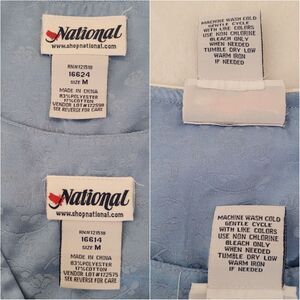 National
www.shopnational.com
RN#121518
16624
SIZE M
MADE IN CHINA
83%POLYESTER
17%COTTON
VENDOR LOT#122598
SEE REVERSE FOR CARE
MACHINE WASH COLD
GENTLE CYCLE
WITH LIKE COLORS
USE NON CHLORINE
BLEACH ONLY
WHEN NEEDED
TUMBLE DRY LOW
WARM IRON
IF NEEDED
National
www.shopnational.com
RN#121518
16614
SIZE M
MADE IN CHINA
83%POLYESTER
17%COTTON
VENDOR LOT #122575
SEE REVERSE FOR CARE
MACHINE WASH COLD
GENTLE CYCLE
WITH LIKE COLORS
USE NON CHLORINE
BLEACH ONLY
WHEN NEEDED
TUMBLE DRY LOW
WARM IRON
IF NEEDED